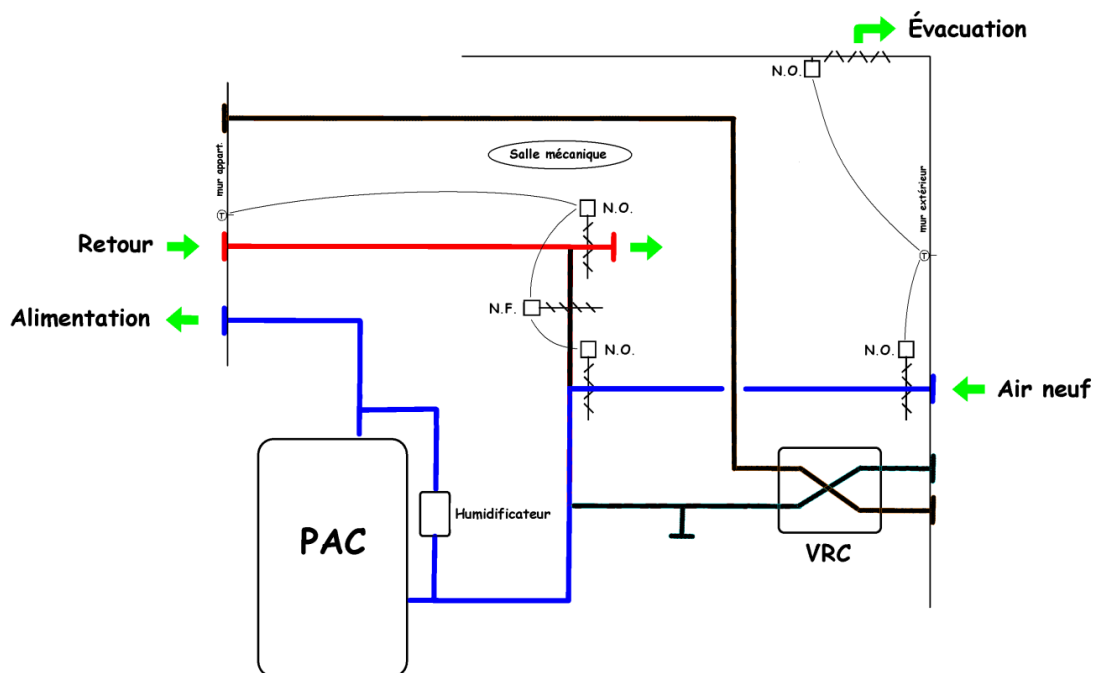 Évacuation
N.O.
mur appart.
Salle mécanique
mur extérieur
N.O.
T
Retour
T
N.F.
Alimentation
N.O.
N.O.
Air neuf
Humidificateur
PAC
VRC